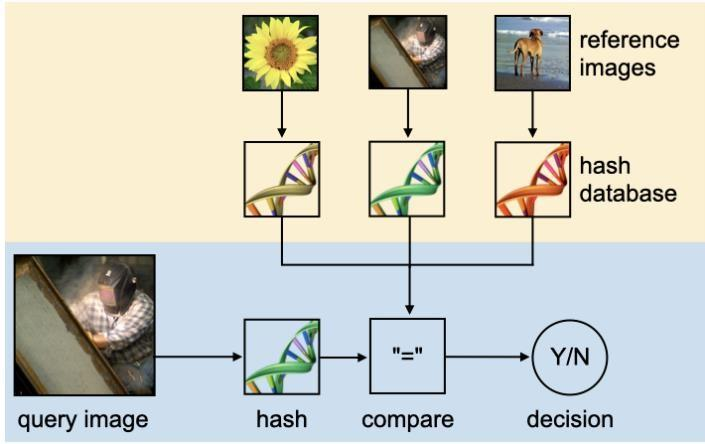 reference
images
hash
database
"="
Y/N
query image
hash
compare
decision